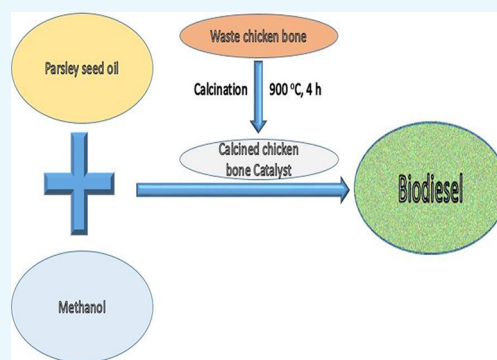 Parsley seed oil
Waste chicken bone
Calcination 900 °C, 4 h
Calcined chicken
bone Catalyst
Biodiesel
Methanol